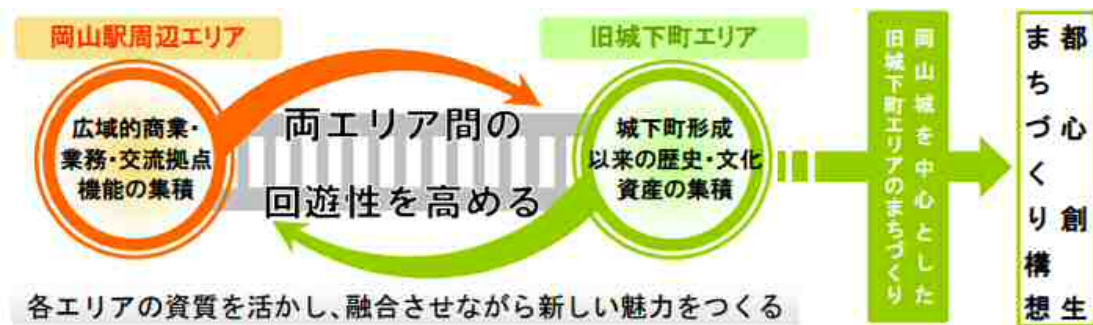 岡山駅周辺エリア
広域的商業・
業務・交流拠点
機能の集積
両エリア間の
回遊性を高める
旧城下町エリア
城下町形成
以来の歴史・文化
資産の集積
各エリアの資質を活かし、融合させながら新しい魅力をつくる
岡山城を中心とした
旧城下町エリアのまちづくり
都心創生
まちづくり構想